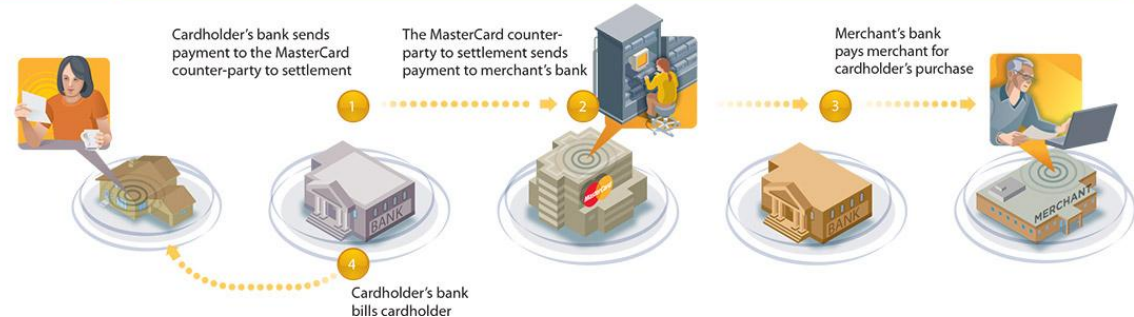 Cardholder's bank sends
payment to the MasterCard
counter-party to settlement
The MasterCard counter-
party to settlement sends
payment to merchant's bank
Merchant's bank
pays merchant for
cardholder's purchase
1
2
3
BANK
MasterCard
BANK
MERCHANT
4
Cardholder's bank
bills cardholder